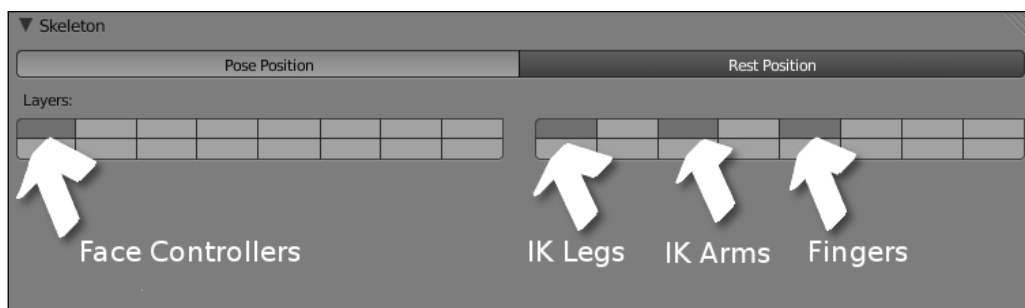 Skeleton
Pose Position Rest Position
Layers:
Face Controllers IK Legs IK Arms Fingers